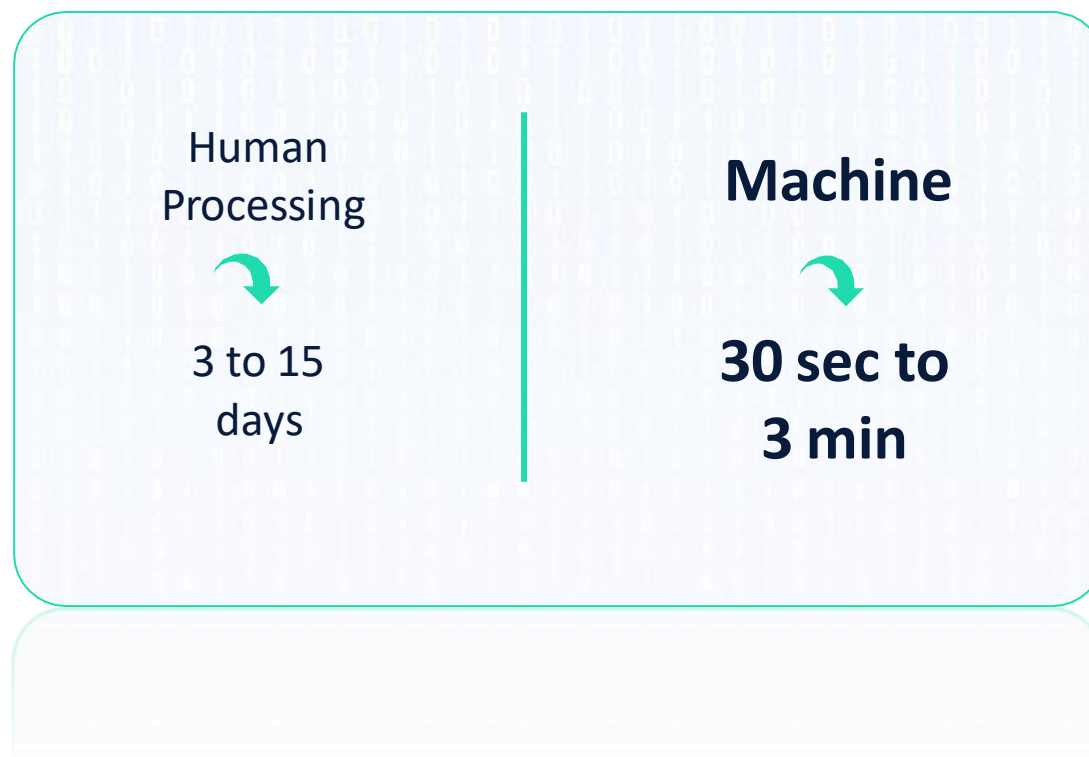 Human
Processing
3 to 15
days
Machine
30 sec to
3 min